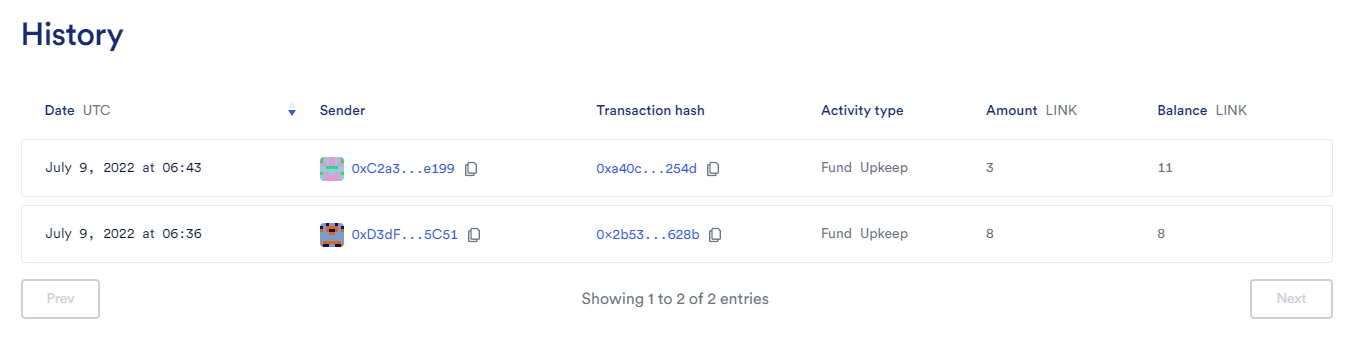 History
Date UTC Sender Transaction hash Activity type Amount LINK Balance LINK
July 9, 2022 at 06:43 0xC2a3...e199 0xa40c...254d Fund Upkeep 3 11
July 9, 2022 at 06:36 0xD3dF...5C51 0x2b53...628b Fund Upkeep 8 8
Prev Showing 1 to 2 of 2 entries Next